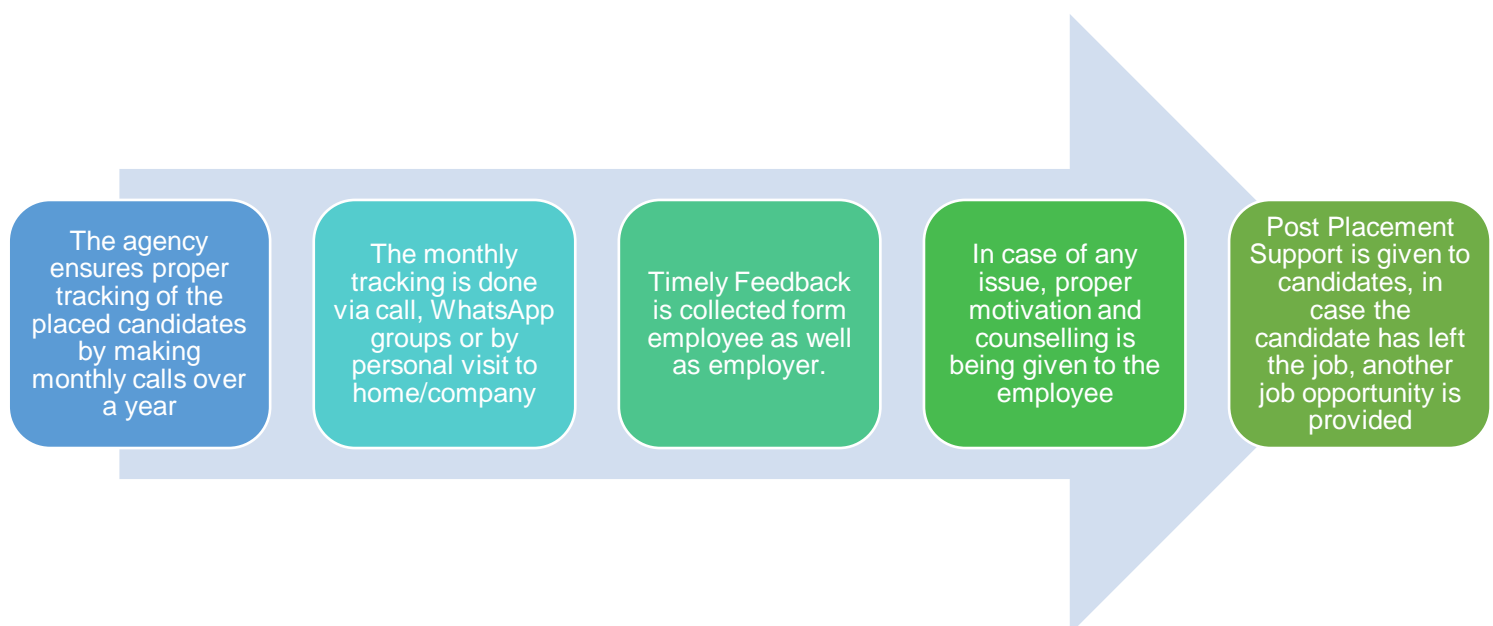 The agency
ensures proper
tracking of the
placed candidates
by making
monthly calls over
a year
The monthly
tracking is done
via call, WhatsApp
groups or by
personal visit to
home/company
Timely Feedback
is collected form
employee as well
as employer.
In case of any
issue, proper
motivation and
counselling is
being given to the
employee
Post Placement
Support is given to
candidates, in
case the
candidate has left
the job, another
job opportunity is
provided